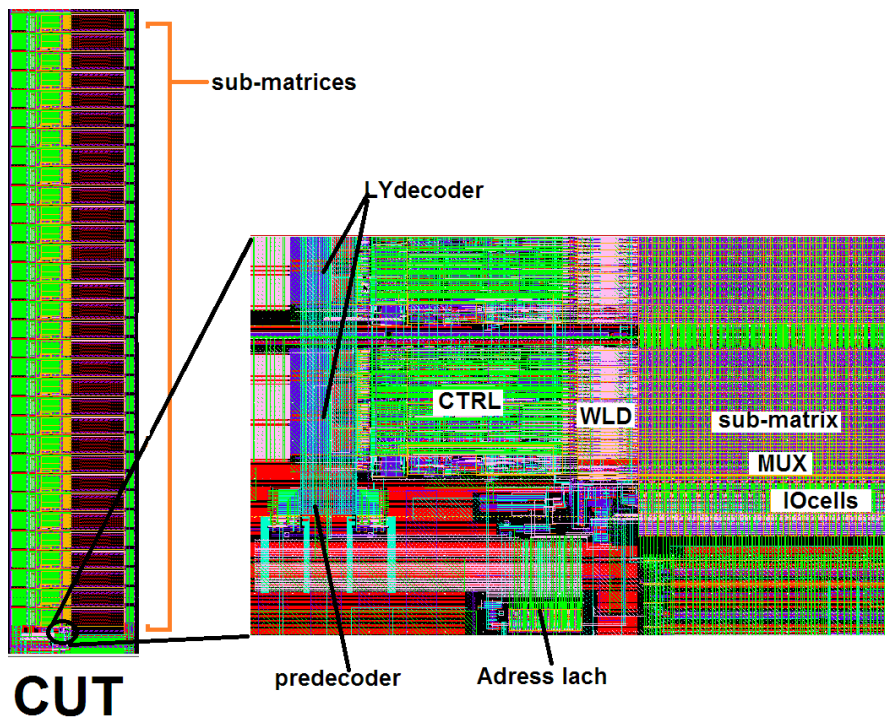 sub-matrices
LYdecoder
CTRL
WLD
sub-matrix
MUX
IOcells
predecoder
Adress lach
CUT